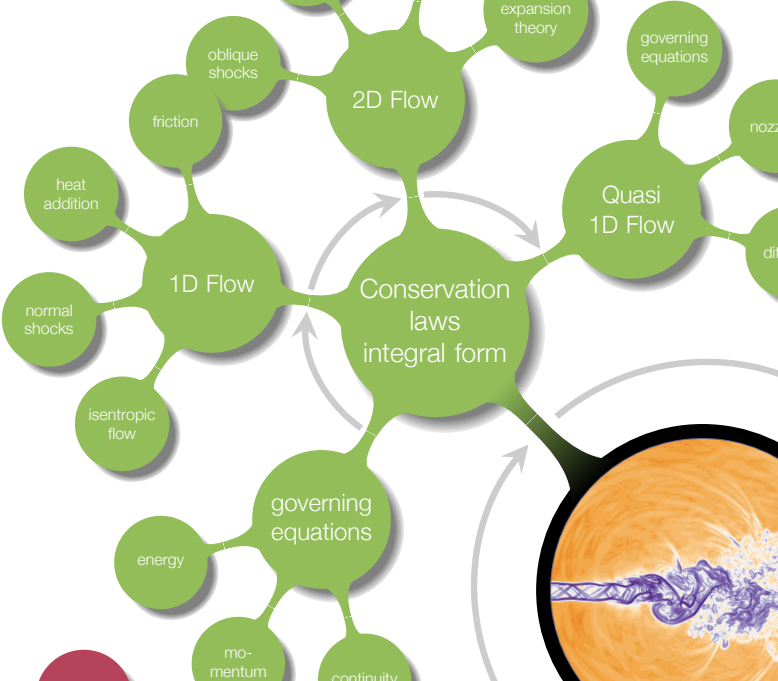 expansion
theory
governing
equations
oblique
shocks
2D Flow
friction
heat
addition
Quasi
1D Flow
1D Flow
Conservation
laws
integral form
normal
shocks
isentropic
flow
governing
equations
energy
mo-
mentum
continuity